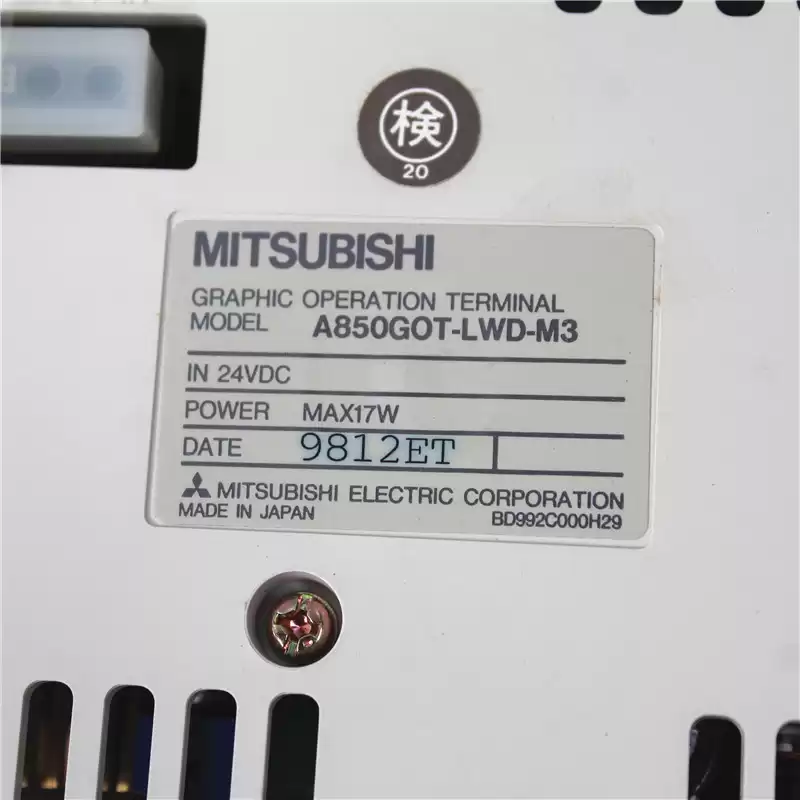 検
20
MITSUBISHI
GRAPHIC OPERATION TERMINAL
MODEL A850GOT-LWD-M3
IN 24VDC
POWER MAX17W
DATE 9812ET
MITSUBISHI ELECTRIC CORPORATION
MADE IN JAPAN BD992C000H29